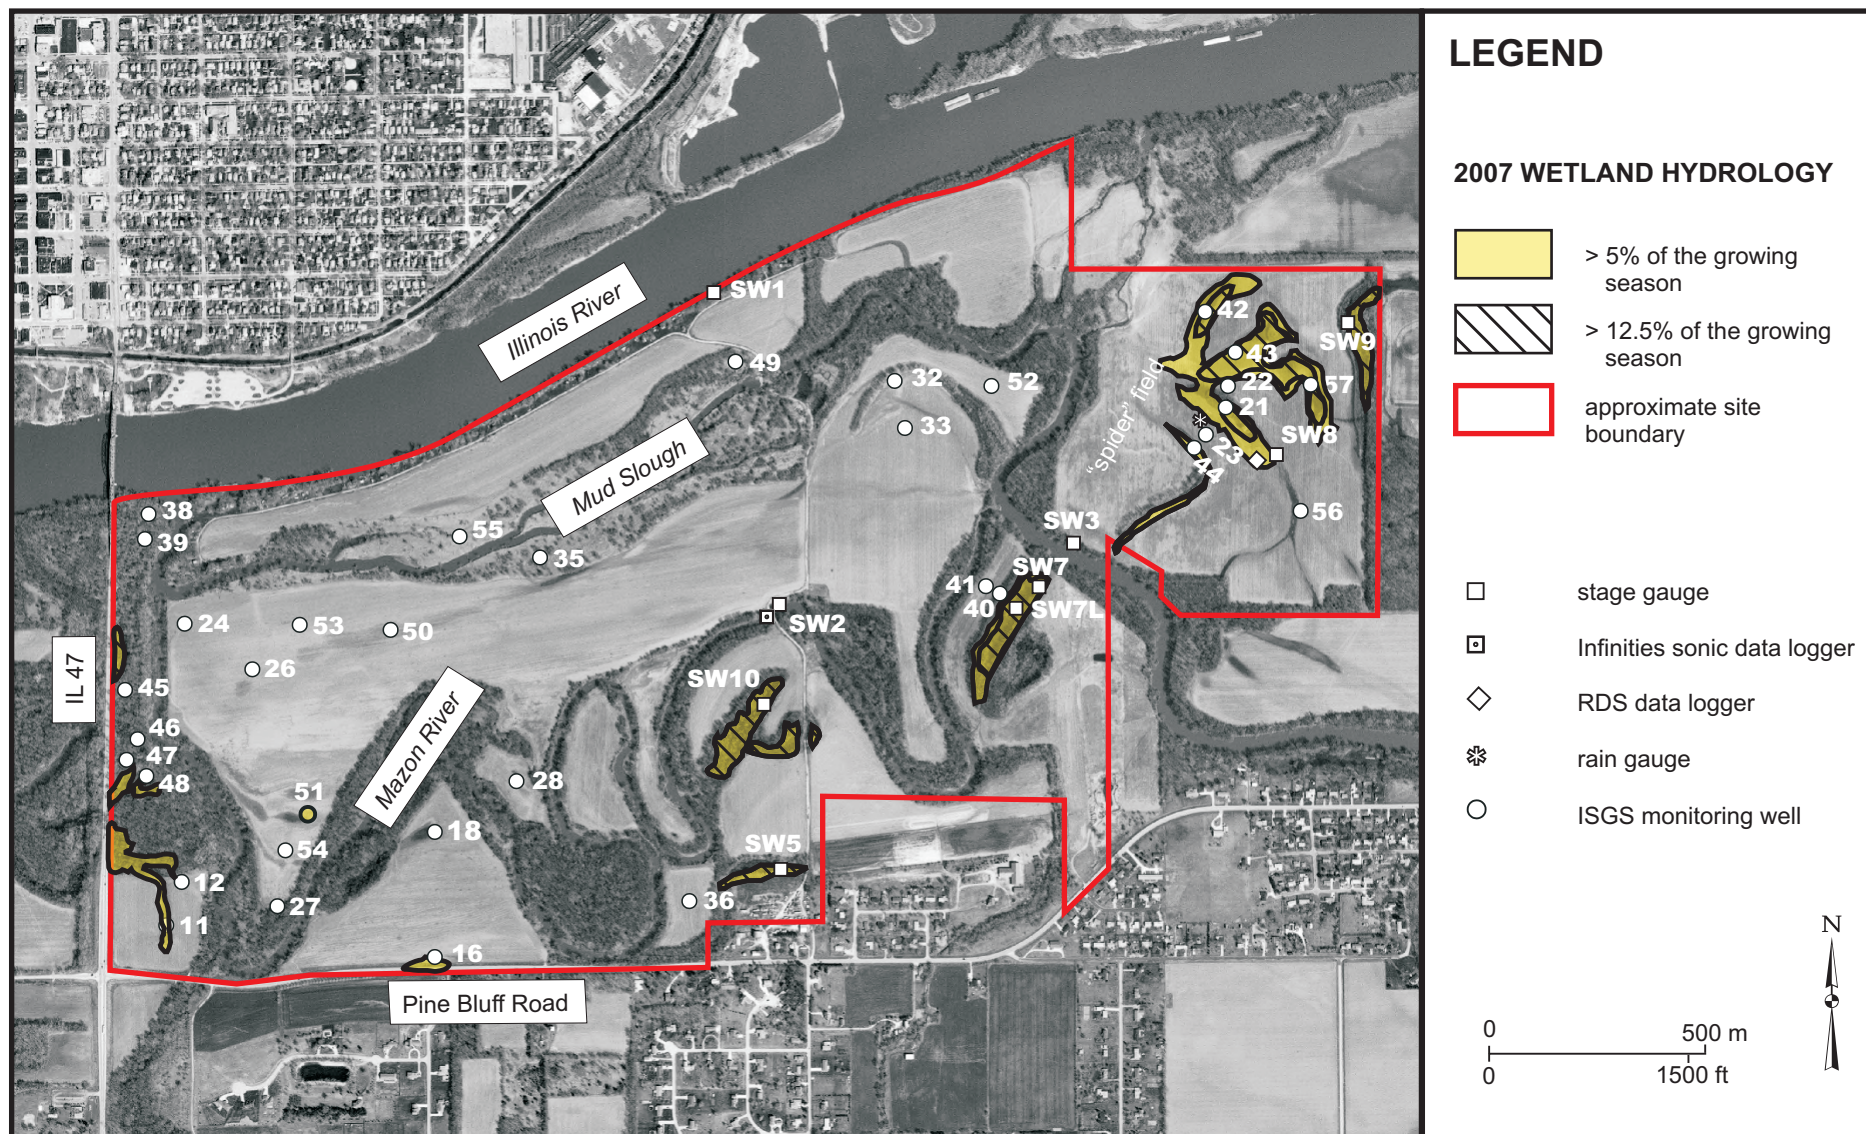 LEGEND
2007 WETLAND HYDROLOGY
> 5% of the growing
season
> 12.5% of the growing
season
approximate site
boundary
stage gauge
Infinities sonic data logger
RDS data logger
rain gauge
ISGS monitoring well
N
0
500 m
0
1500 ft
Illinois River
SW1
49
42
SW9
43
32
52
22
57
33
21
"spider" field
SW8
23
44
Mud Slough
38
39
55
35
56
SW3
41
SW7
40
SW7L
24
53
50
SW2
26
IL 47
45
SW10
Mazon River
46
47
48
28
51
18
54
SW5
12
36
27
11
16
Pine Bluff Road